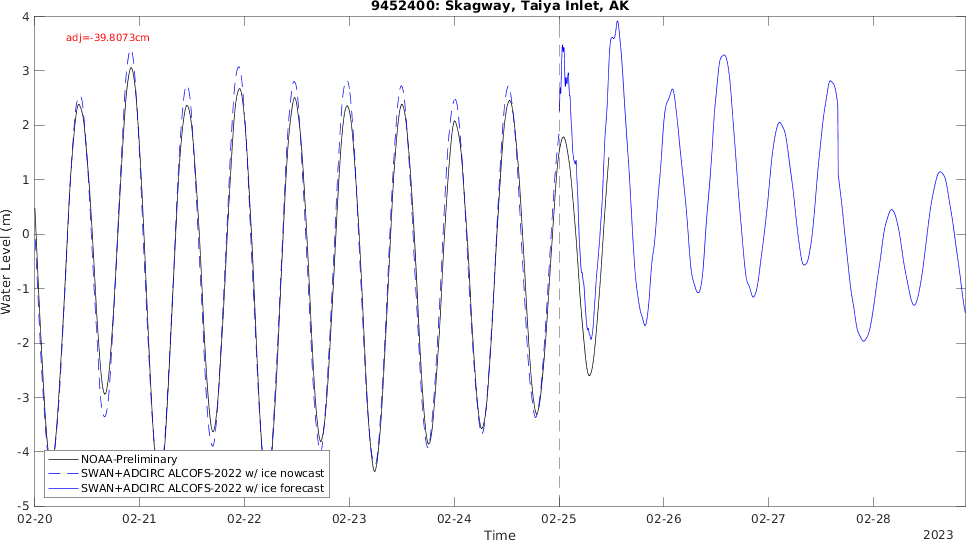 9452400: Skagway, Taiya Inlet, AK
adj=-39.8073cm
Water Level (m)
4
3
2
1
0
-1
-2
-3
-4
-5
NOAA-Preliminary
SWAN+ADCIRC ALCOFS-2022 w/ ice nowcast
SWAN+ADCIRC ALCOFS-2022 w/ ice forecast
02-20 02-21 02-22 02-23 02-24 02-25 02-26 02-27 02-28
Time
2023